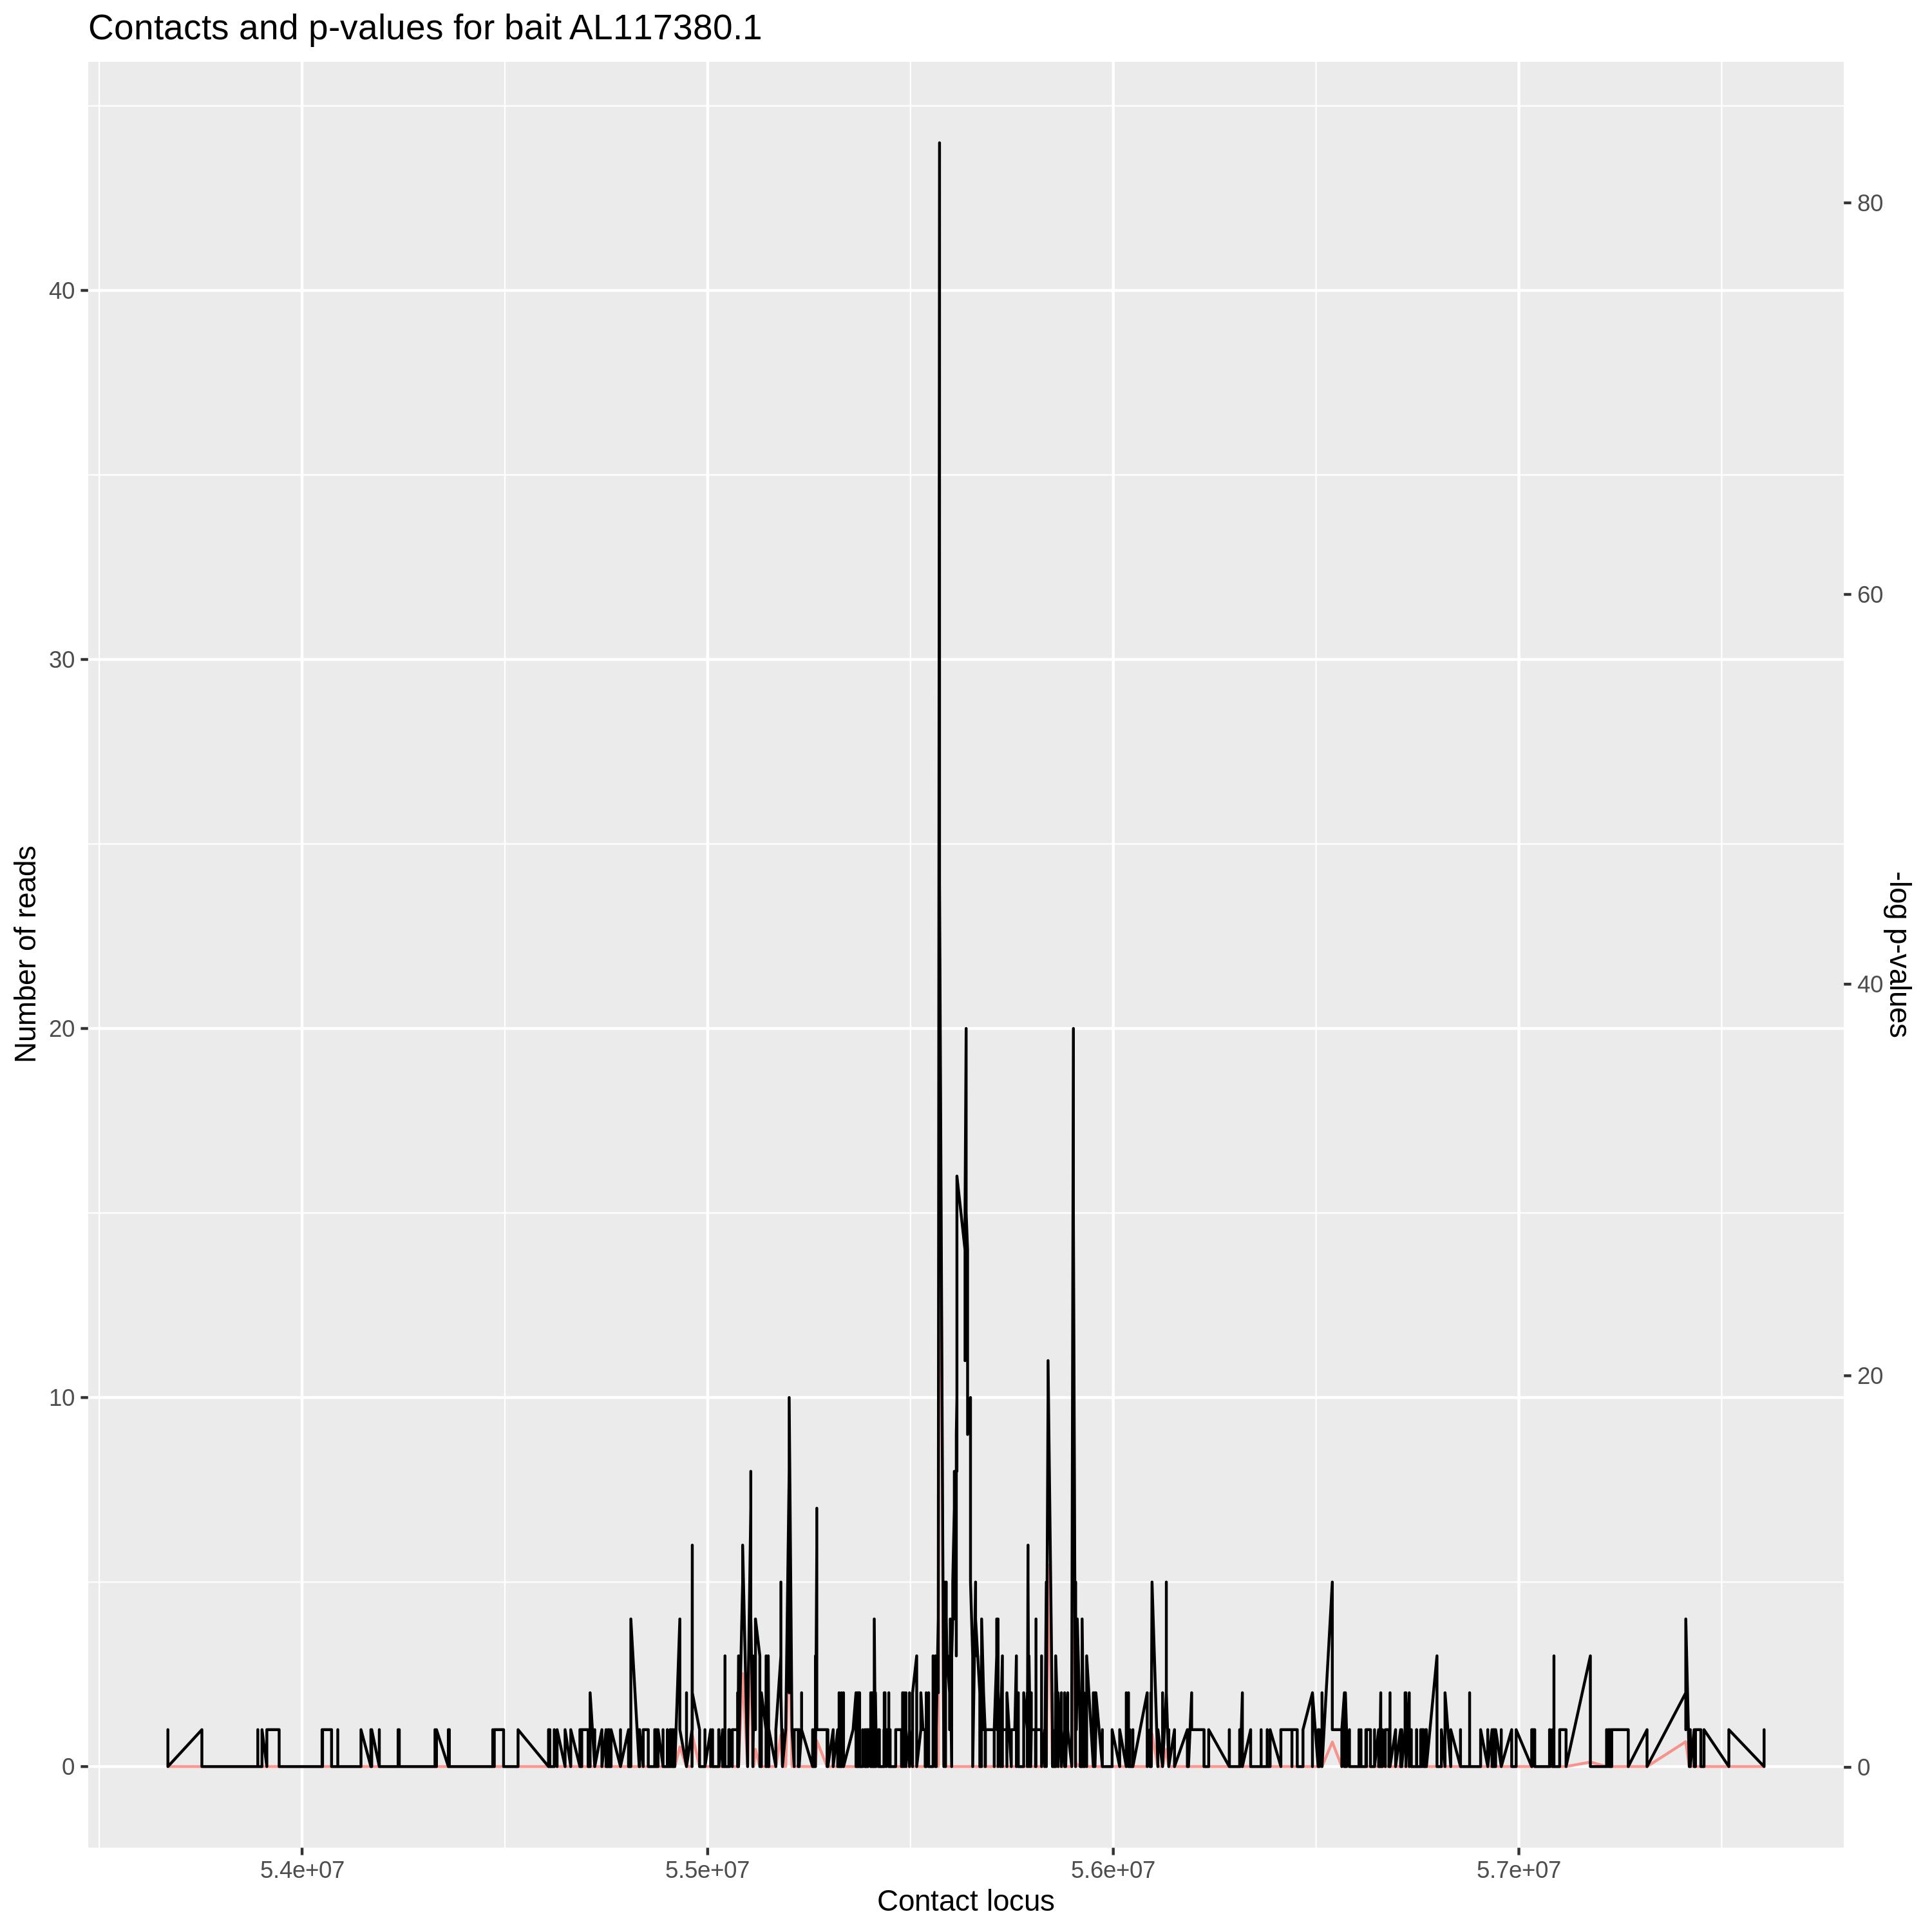 Contacts and p-values for bait AL117380.1
Number of reads
40
30
20
10
0
80
60
40
20
0
-log p-values
5.4e+07 5.5e+07 5.6e+07 5.7e+07
Contact locus